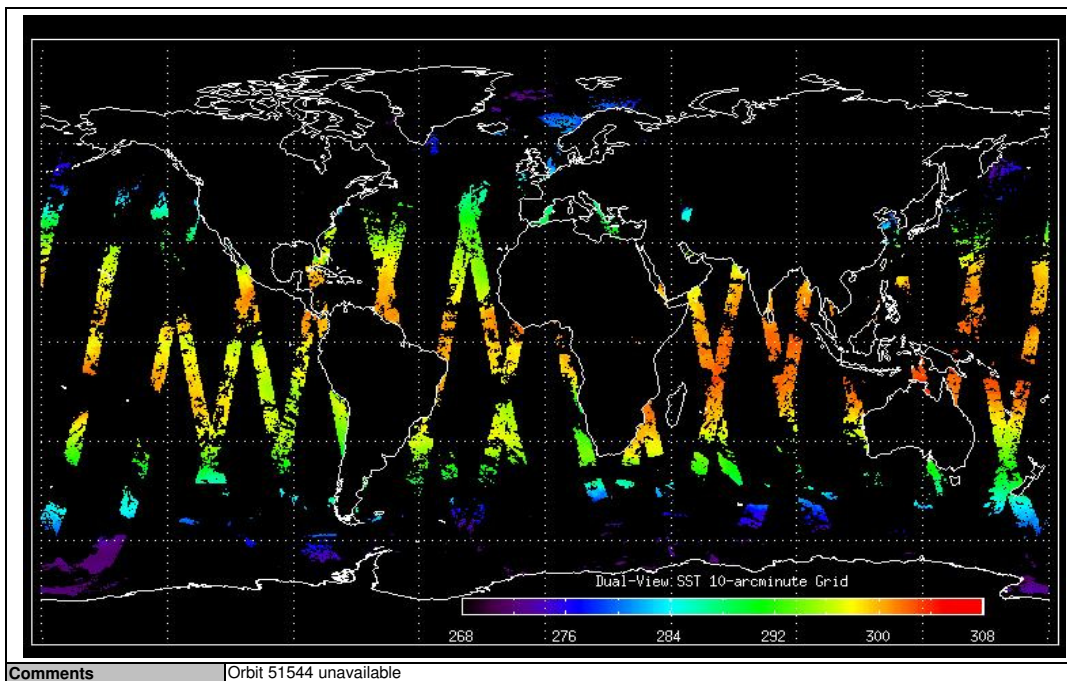 Dual-View SST 10-arcminute Grid
268 276 284 292 300 308
Comments Orbit 51544 unavailable